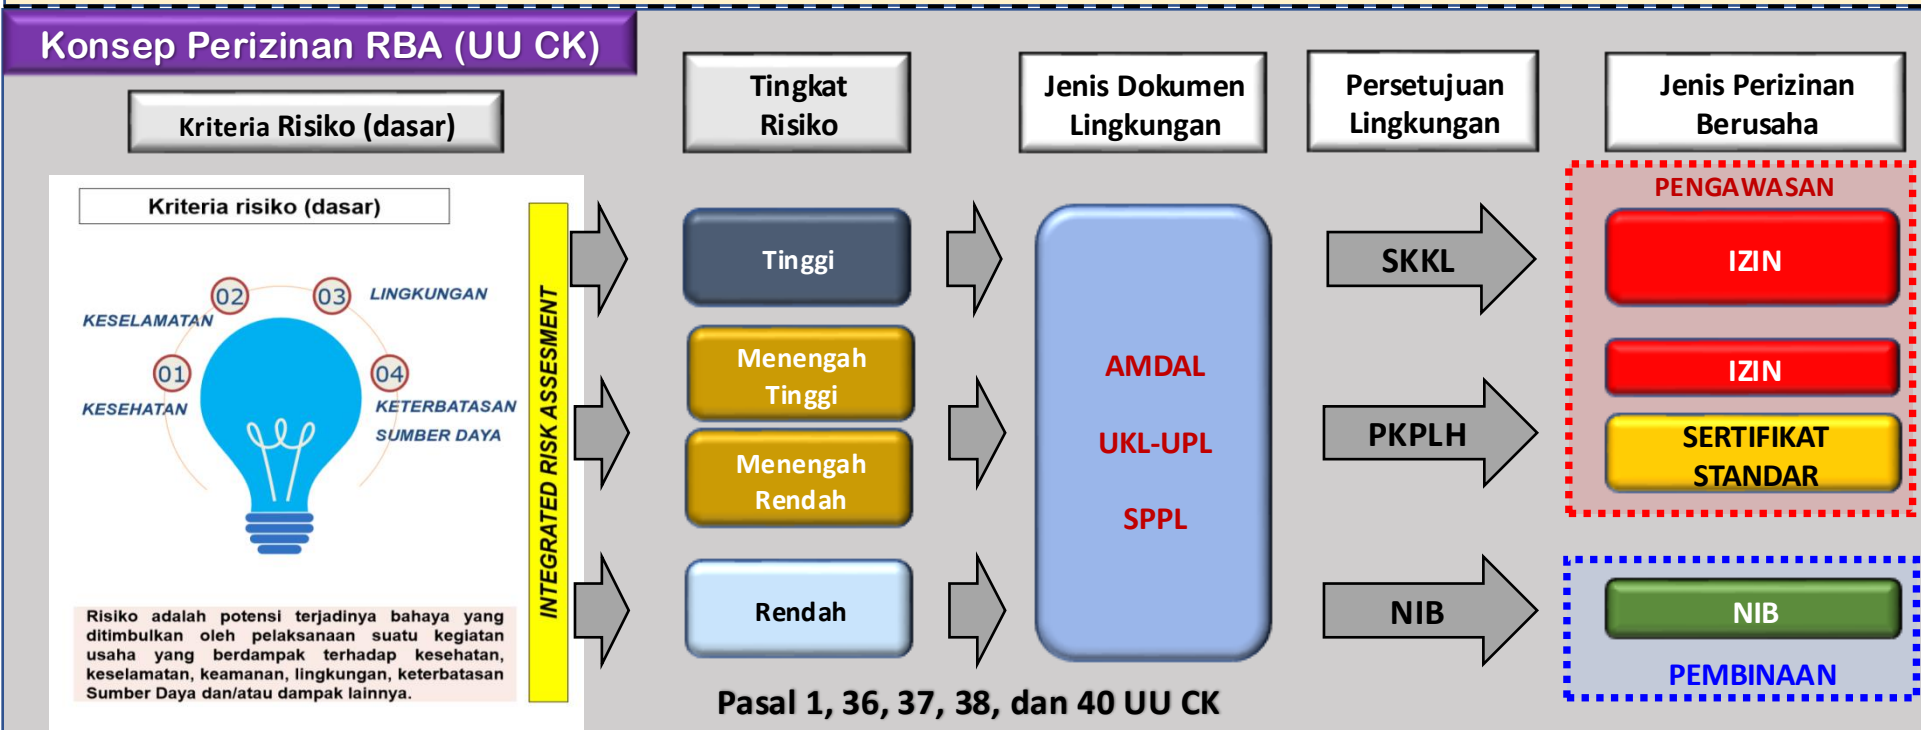 Konsep Perizinan RBA (UU CK)
Kriteria Risiko (dasar)
Tingkat
Risiko
Jenis Dokumen
Lingkungan
Persetujuan
Lingkungan
Jenis Perizinan
Berusaha
Kriteria risiko (dasar)
02
03
LINGKUNGAN
KESELAMATAN
01
04
KESEHATAN
KETERBATASAN
SUMBER DAYA
Risiko adalah potensi terjadinya bahaya yang
ditimbulkan oleh pelaksanaan suatu kegiatan
usaha yang berdampak terhadap kesehatan,
keselamatan, keamanan, lingkungan, keterbatasan
Sumber Daya dan/atau dampak lainnya.
INTEGRATED RISK ASSESMENT
Tinggi
Menengah
Tinggi
Menengah
Rendah
Rendah
AMDAL
UKL-UPL
SPPL
SKKL
PKPLH
NIB
PENGAWASAN
IZIN
IZIN
SERTIFIKAT
STANDAR
NIB
PEMBINAAN
Pasal 1, 36, 37, 38, dan 40 UU CK